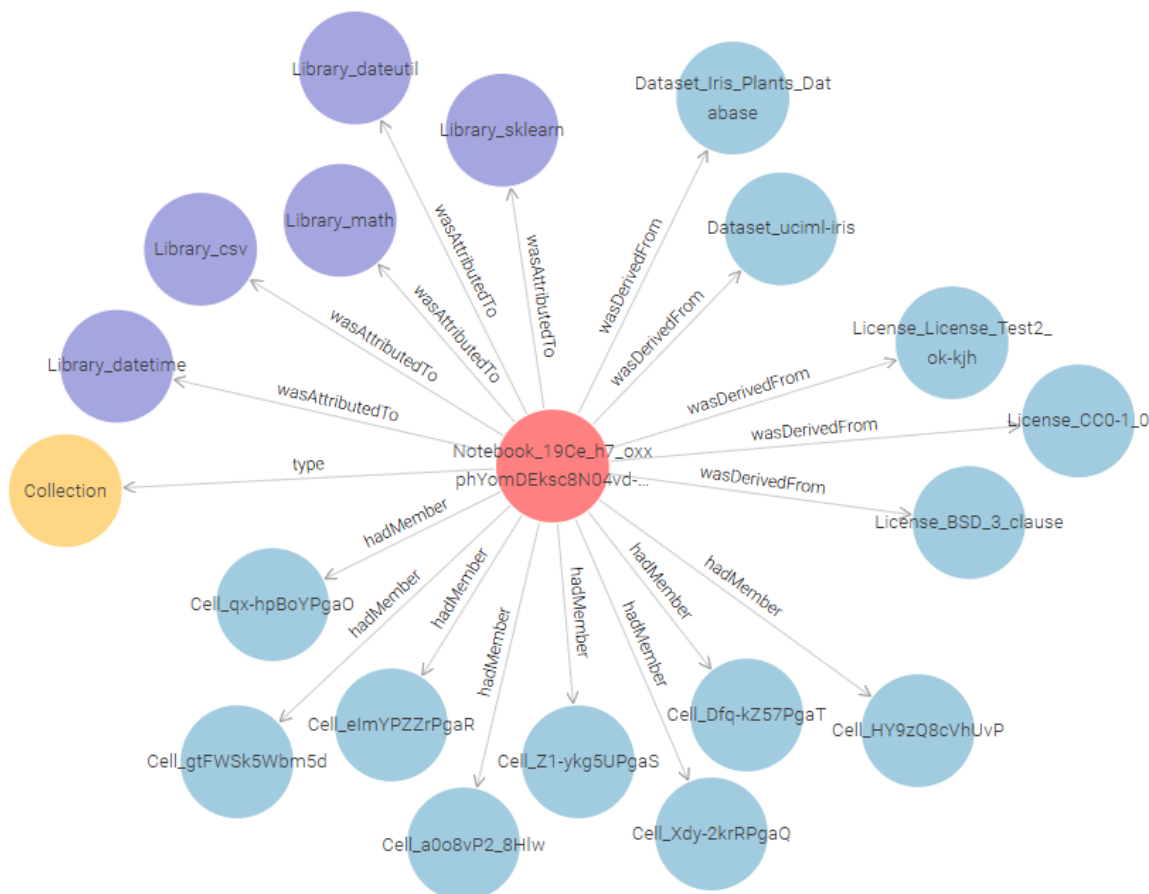 Library_dateutil
Dataset_Iris_Plants_Dat
abase
Library_sklearn
Library_math
Dataset_uciml-iris
Library_csv
wasAttributedTo
wasAttributedTo
wasDerivedFrom
wasAttributedTo
wasAttributedTo
wasDerivedFrom
License_License_Test2_
ok-kjh
Library_datetime
wasAttributedTo
wasDerivedFrom
License_CC0-1_0
wasDerivedFrom
Notebook_19Ce_h7_oxx
phYomDEksc8N04vd-...
type
Collection
wasDerivedFrom
License_BSD_3_clause
hadMember
hadMember
hadMember
hadMember
hadMember
hadMember
hadMember
hadMember
Cell_qx-hpBoYPgaO
Cell_eImYPZZrPgaR
Cell_Dfq-kZ57PgaT
Cell_HY9zQ8cVhUvP
Cell_gtFWSk5Wbm5d
Cell_Z1-ykg5UPgaS
Cell_a0o8vP2_8Hlw
Cell_Xdy-2krRPgaQ